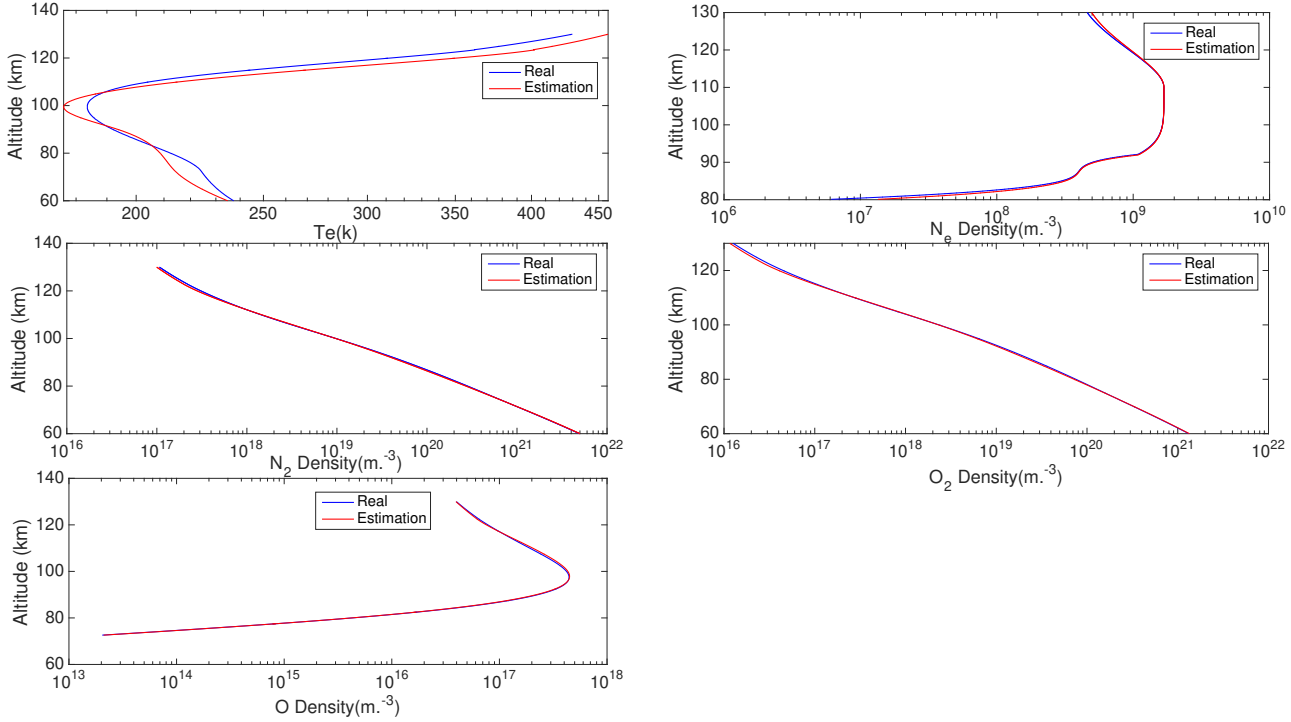 140
120
100
80
60
Altitude (km)
200 250 300 350 400 450
Te(k)
Real
Estimation
130
120
110
100
90
80
Altitude (km)
10^6 10^7 10^8 10^9 10^10
N_e Density(m.^-3)
Real
Estimation
140
120
100
80
60
Altitude (km)
10^16 10^17 10^18 10^19 10^20 10^21 10^22
N_2 Density(m.^-3)
Real
Estimation
120
100
80
60
Altitude (km)
10^16 10^17 10^18 10^19 10^20 10^21 10^22
O_2 Density(m.^-3)
Real
Estimation
140
120
100
80
60
Altitude (km)
10^13 10^14 10^15 10^16 10^17 10^18
O Density(m.^-3)
Real
Estimation